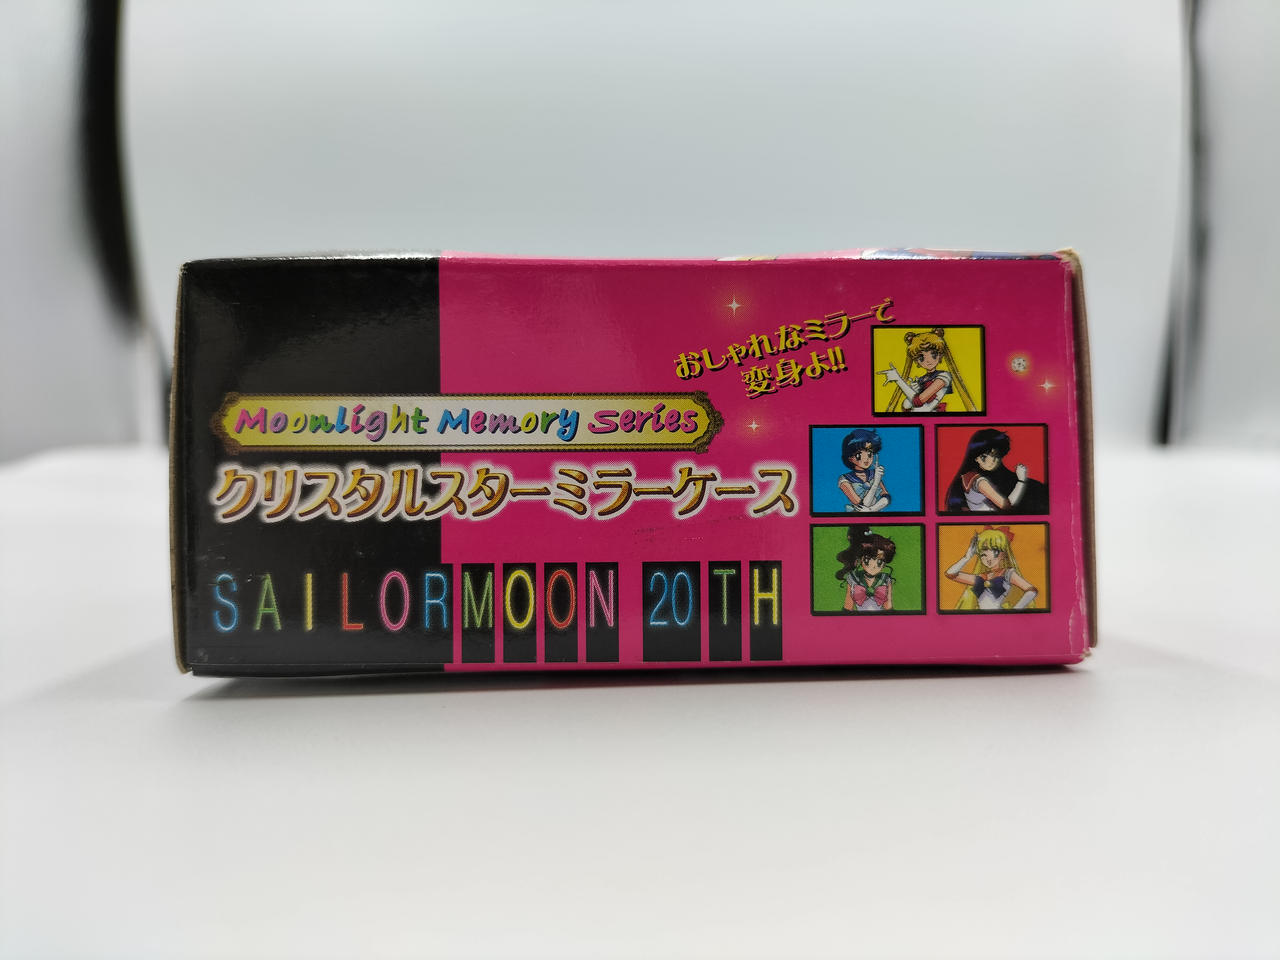 おしゃれなミラーで
変身よ!!
Moonlight Memory Series
クリスタルスターミラーケース
SAILORMOON 20TH